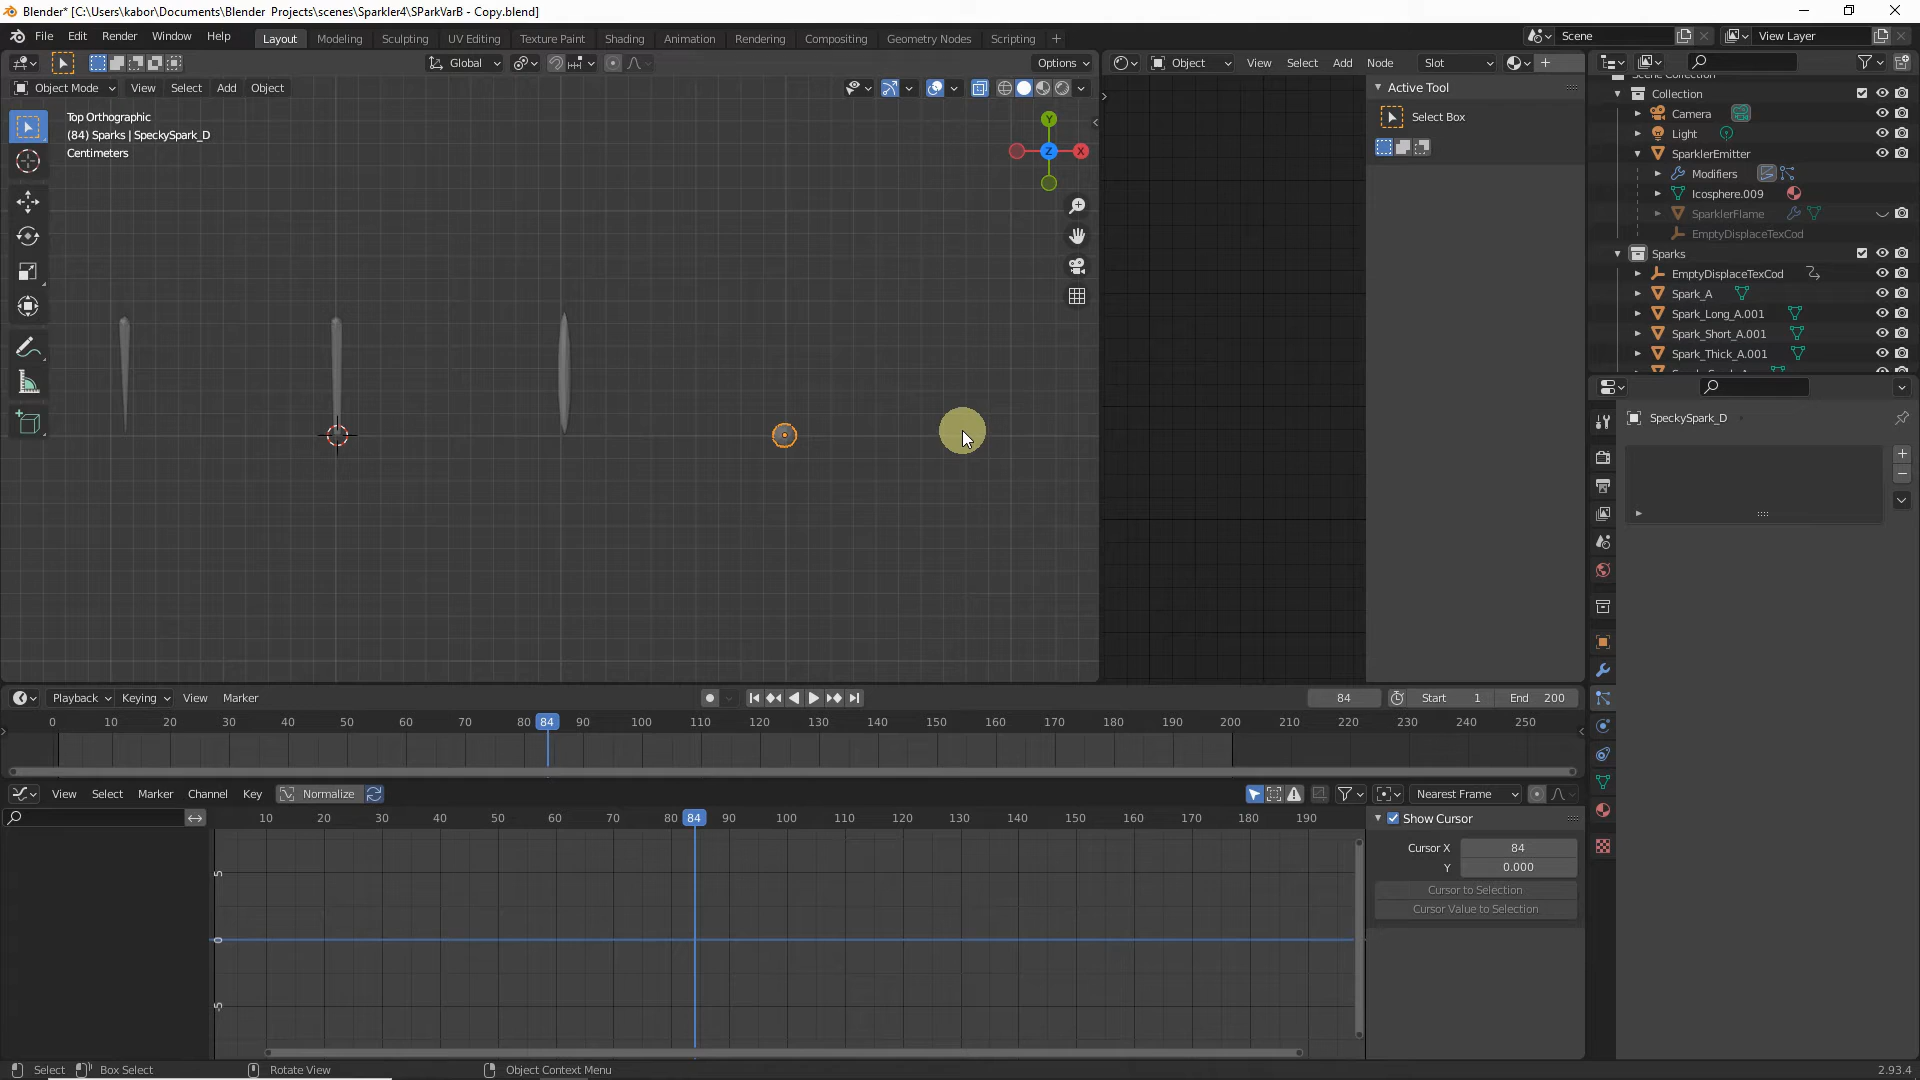 Blender* [C:\Users\kabor\Documents\Blender Projects\scenes\Sparkler4\SParkVarB - Copy.blend]
File Edit Render Window Help
Layout Modeling Sculpting UV Editing Texture Paint Shading Animation Rendering Compositing Geometry Nodes Scripting +
Scene
View Layer
Global
Options
Object
View Select Add Node
Slot
Object Mode View Select Add Object
Top Orthographic
(84) Sparks | SpeckySpark_D
Centimeters
Y
Z
X
Active Tool
Select Box
Collection
Camera
Light
SparklerEmitter
Modifiers
Icosphere.009
SparklerFlame
EmptyDisplaceTexCod
Sparks
EmptyDisplaceTexCod
Spark_A
Spark_Long_A.001
Spark_Short_A.001
Spark_Thick_A.001
SpeckySpark_D
Playback Keying View Marker
84
Start 1
End 200
0 10 20 30 40 50 60 70 80 84 90 100 110 120 130 140 150 160 170 180 190 200 210 220 230 240 250
View Select Marker Channel Key Normalize
Nearest Frame
10 20 30 40 50 60 70 80 84 90 100 110 120 130 140 150 160 170 180 190
5
0
-5
Show Cursor
Cursor X 84
Y 0.000
Cursor to Selection
Cursor Value to Selection
Select
Box Select
Rotate View
Object Context Menu
2.93.4